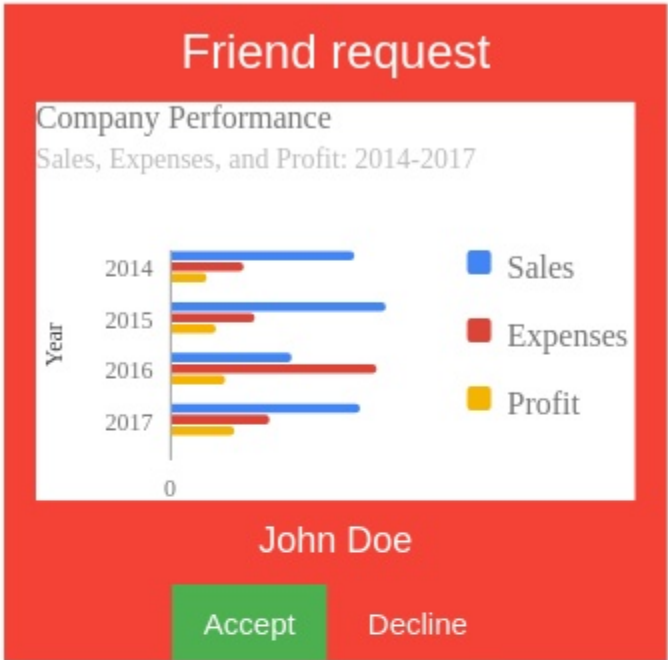 Friend request
Company Performance
Sales, Expenses, and Profit: 2014-2017
2014
2015
2016
2017
Year
0
Sales
Expenses
Profit
John Doe
Accept
Decline